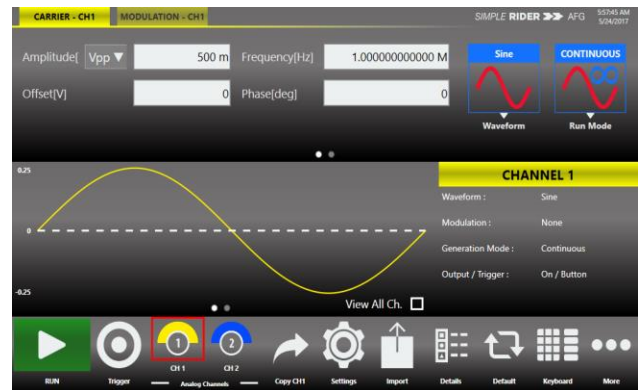 CARRIER - CH1 MODULATION - CH1 SIMPLE RIDER AFG 5:57:45 AM
5/24/2017
Amplitude[ Vpp ▼ 500 m Frequency[Hz] 1.000000000000 M Sine CONTINUOUS
Offset[V] 0 Phase[deg] 0
Waveform Run Mode
0.25 CHANNEL 1
Waveform : Sine
Modulation : None
0
Generation Mode : Continuous
Output / Trigger : On / Button
-0.25
View All Ch.
1 2
CH 1 CH 2
RUN Trigger Analog Channels Copy CH1 Settings Import Details Default Keyboard More